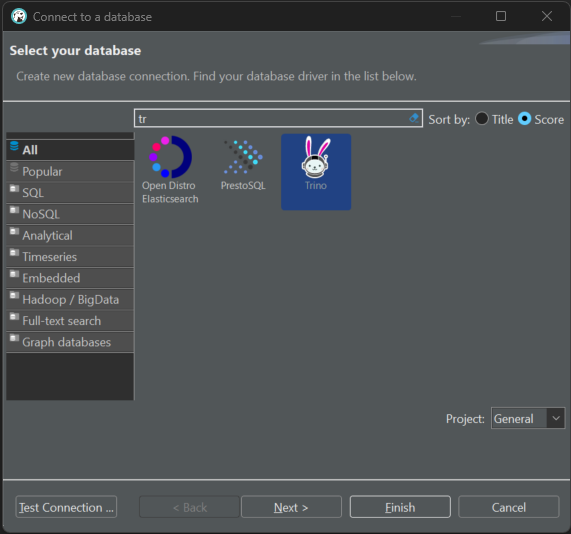 Connect to a database
Select your database
Create new database connection. Find your database driver in the list below.
tr
Sort by: Title Score
All
Popular
SQL
NoSQL
Analytical
Timeseries
Embedded
Hadoop / BigData
Full-text search
Graph databases
Open Distro
Elasticsearch
PrestoSQL
Trino
Project: General
Test Connection ...
< Back
Next >
Finish
Cancel